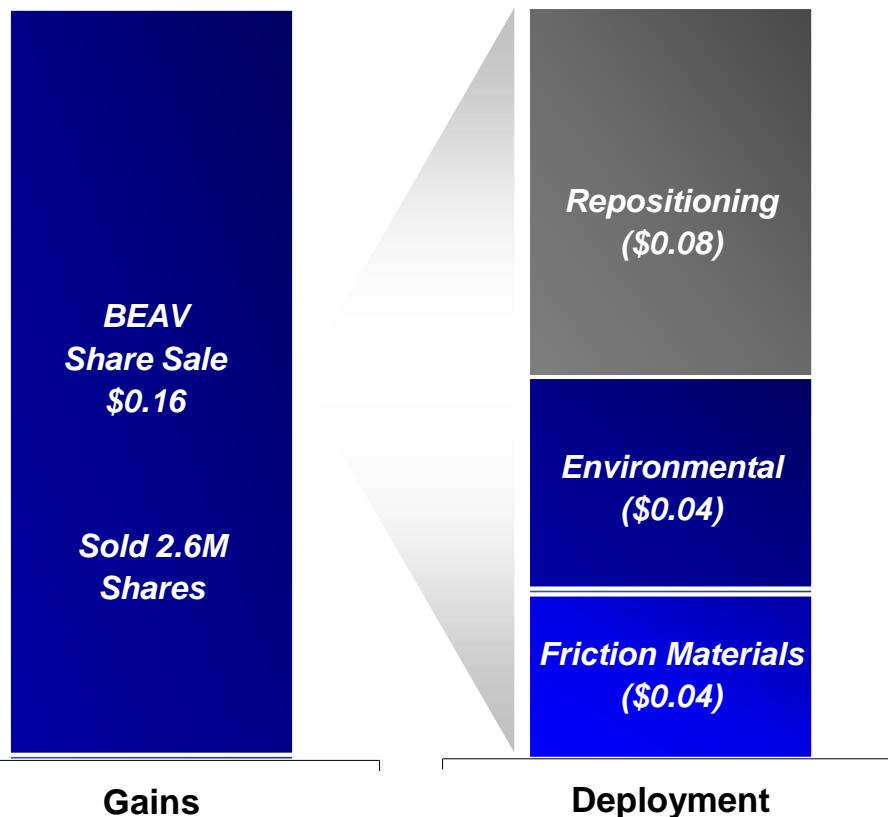 BEAV
Share Sale
$0.16
Sold 2.6M
Shares
Gains
Repositioning
($0.08)
Environmental
($0.04)
Friction Materials
($0.04)
Deployment